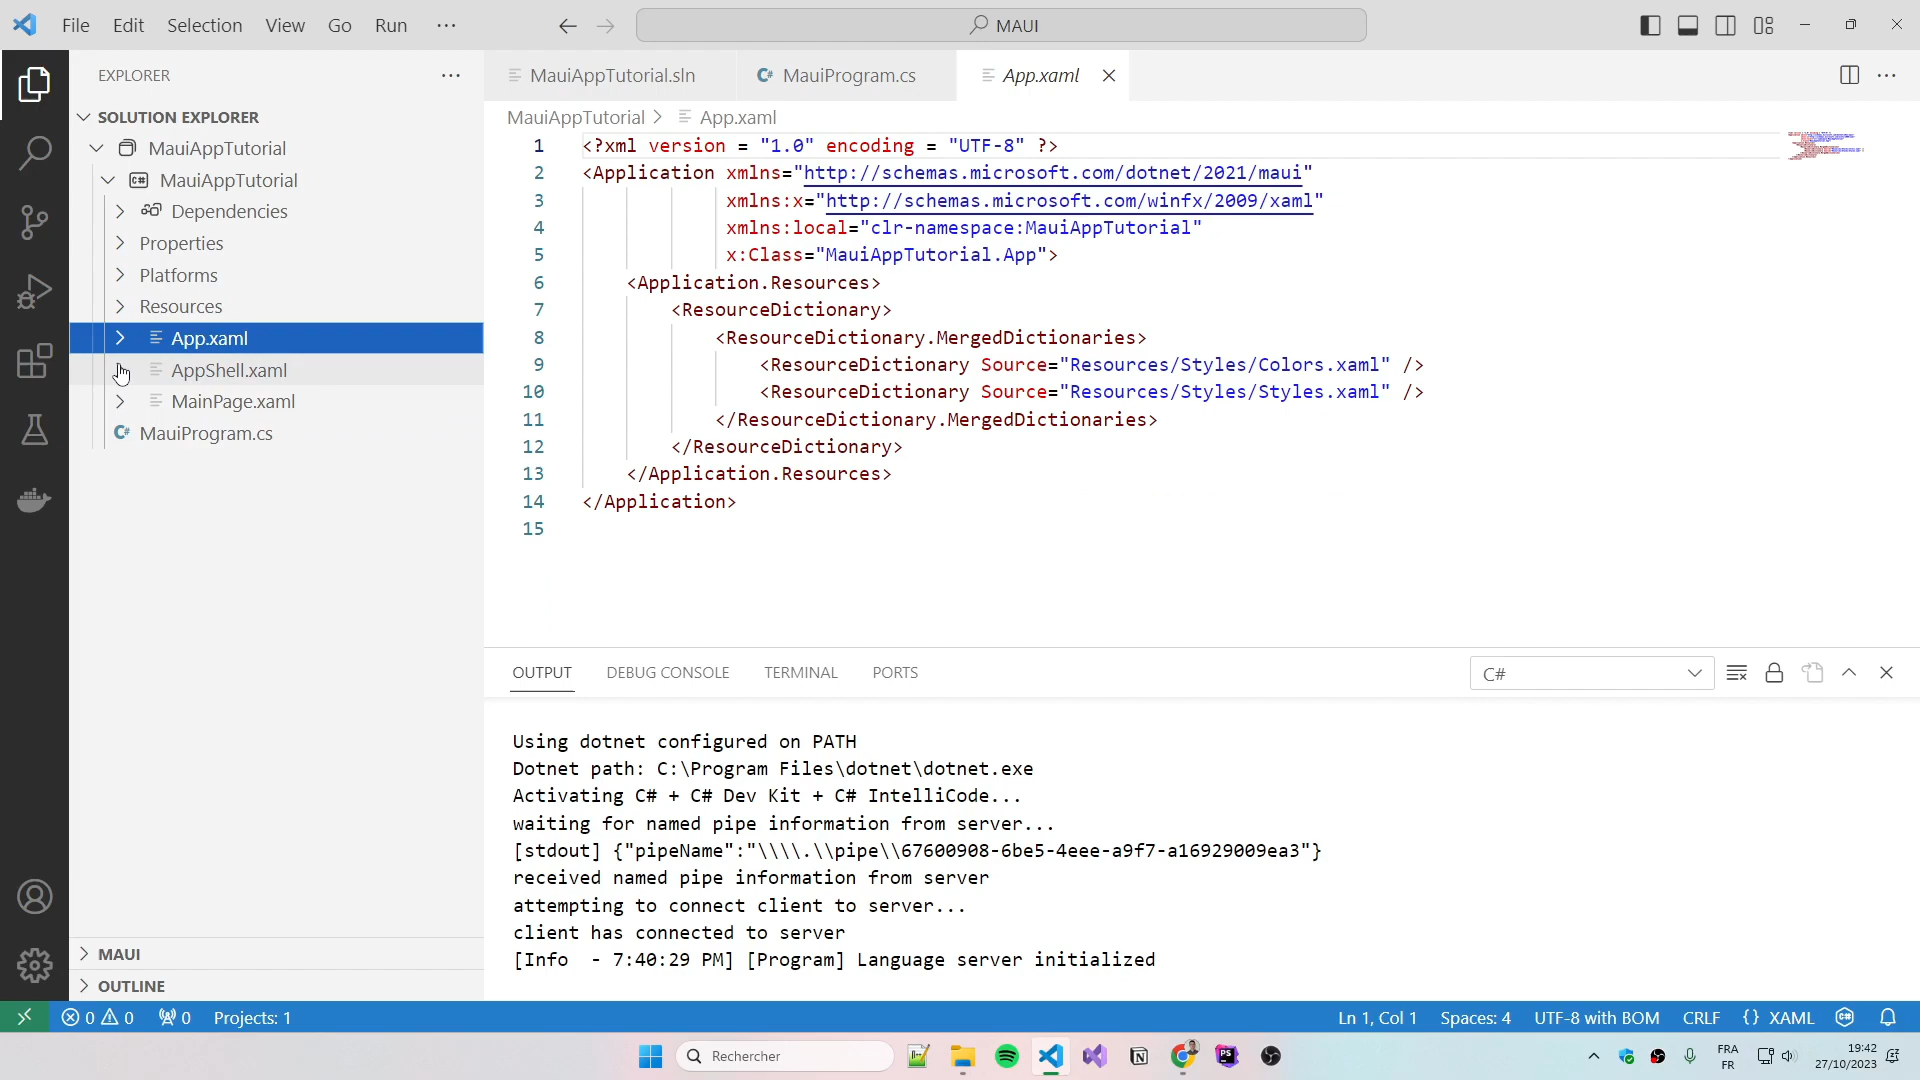 File Edit Selection View Go Run ···
MAUI
EXPLORER
SOLUTION EXPLORER
MauiAppTutorial
MauiAppTutorial
Dependencies
Properties
Platforms
Resources
App.xaml
AppShell.xaml
MainPage.xaml
MauiProgram.cs
MAUI
OUTLINE
MauiAppTutorial.sln MauiProgram.cs App.xaml
MauiAppTutorial > App.xaml
1 <?xml version = "1.0" encoding = "UTF-8" ?>
2 <Application xmlns="http://schemas.microsoft.com/dotnet/2021/maui"
3 xmlns:x="http://schemas.microsoft.com/winfx/2009/xaml"
4 xmlns:local="clr-namespace:MauiAppTutorial"
5 x:Class="MauiAppTutorial.App">
6 <Application.Resources>
7 <ResourceDictionary>
8 <ResourceDictionary.MergedDictionaries>
9 <ResourceDictionary Source="Resources/Styles/Colors.xaml" />
10 <ResourceDictionary Source="Resources/Styles/Styles.xaml" />
11 </ResourceDictionary.MergedDictionaries>
12 </ResourceDictionary>
13 </Application.Resources>
14 </Application>
15
OUTPUT DEBUG CONSOLE TERMINAL PORTS C#
Using dotnet configured on PATH
Dotnet path: C:\Program Files\dotnet\dotnet.exe
Activating C# + C# Dev Kit + C# IntelliCode...
waiting for named pipe information from server...
[stdout] {"pipeName":"\\\\.\\pipe\\67600908-6be5-4eee-a9f7-a16929009ea3"}
received named pipe information from server
attempting to connect client to server...
client has connected to server
[Info  - 7:40:29 PM] [Program] Language server initialized
0 0 0 Projects: 1 Ln 1, Col 1 Spaces: 4 UTF-8 with BOM CRLF {} XAML
Rechercher
FRA
FR
19:42
27/10/2023